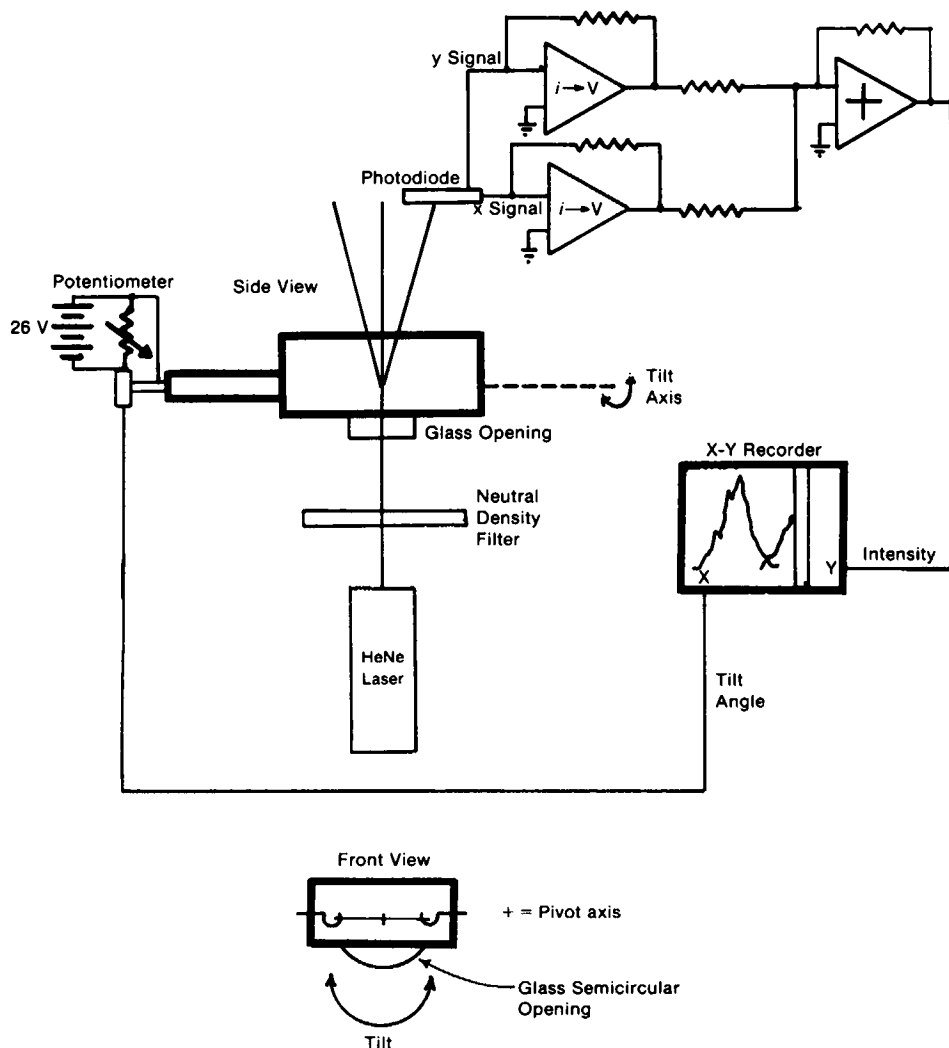 y Signal
i→V
+
Photodiode
x Signal
i→V
Potentiometer
Side View
26 V
Tilt
Axis
Glass Opening
X-Y Recorder
Neutral
Density
Filter
X
Y
Intensity
HeNe
Laser
Tilt
Angle
Front View
+ = Pivot axis
Glass Semicircular
Opening
Tilt